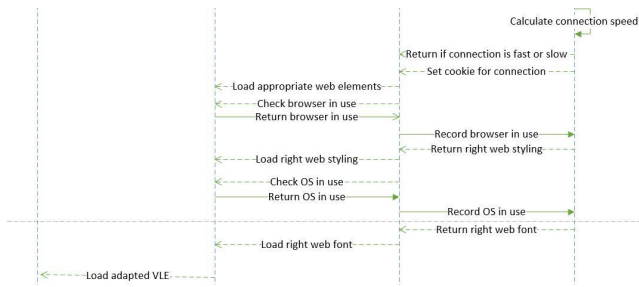 Calculate connection speed
Return if connection is fast or slow
Set cookie for connection
Load appropriate web elements
Check browser in use
Return browser in use
Record browser in use
Return right web styling
Load right web styling
Check OS in use
Return OS in use
Record OS in use
Return right web font
Load right web font
Load adapted VLE